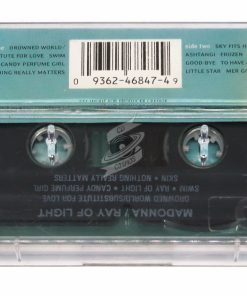 DROWNED WORLD/
TUTE FOR LOVE SWIM
CANDY PERFUME GIRL
HING REALLY MATTERS
0 9362-46847-4 9
side two SKY FITS H
ASHTANGI FROZEN
GOOD-BYE TO HAVE
LITTLE STAR MER G
MADONNA/RAY OF LIGHT
DROWNED WORLD/SUBSTITUTE FOR LOVE
SWIM • RAY OF LIGHT • CANDY PERFUME GIRL
SKIN • NOTHING REALLY MATTERS